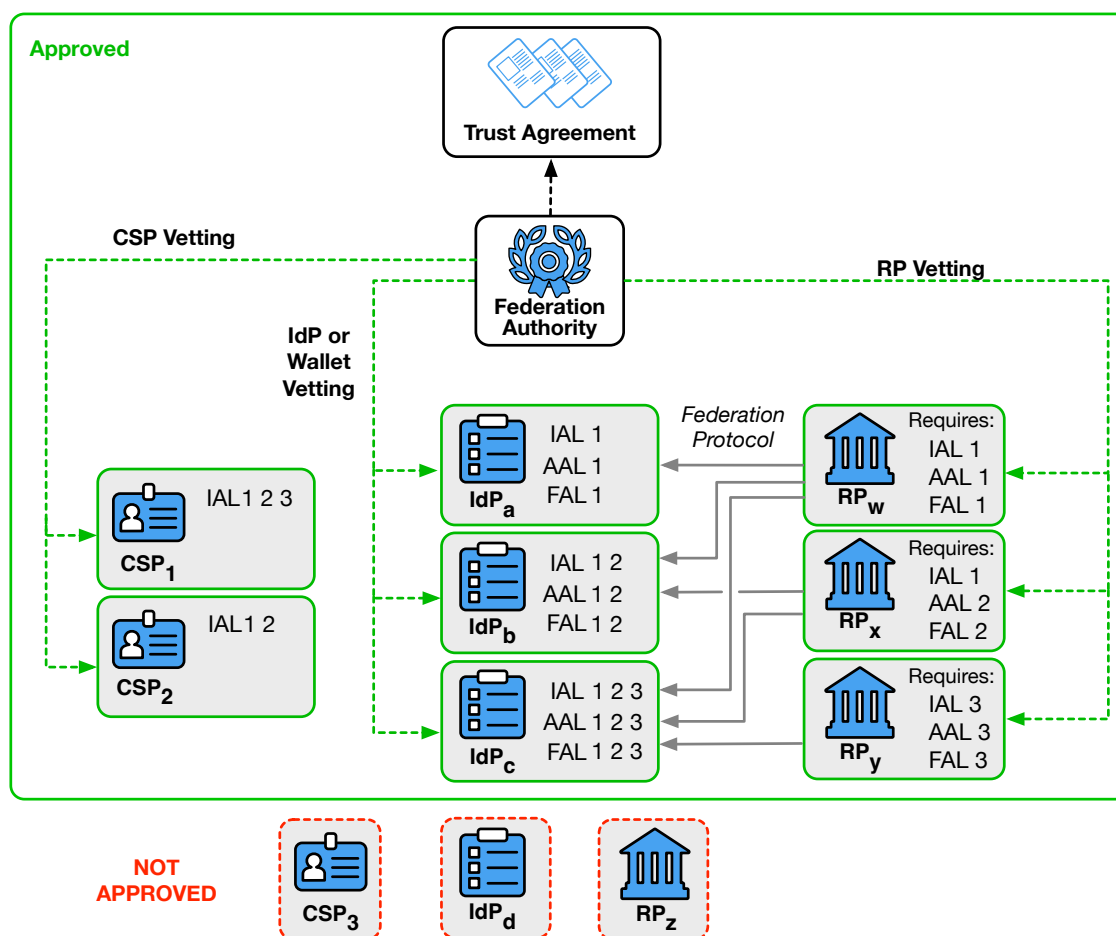 Approved
Trust Agreement
CSP Vetting
Federation
Authority
RP Vetting
IdP or
Wallet
Vetting
CSP1
IAL1 2 3
CSP2
IAL1 2
IdPa
IAL 1
AAL 1
FAL 1
IdPb
IAL 1 2
AAL 1 2
FAL 1 2
IdPc
IAL 1 2 3
AAL 1 2 3
FAL 1 2 3
Federation
Protocol
RPw
Requires:
IAL 1
AAL 1
FAL 1
RPx
Requires:
IAL 1
AAL 2
FAL 2
RPy
Requires:
IAL 3
AAL 3
FAL 3
NOT
APPROVED
CSP3
IdPd
RPz